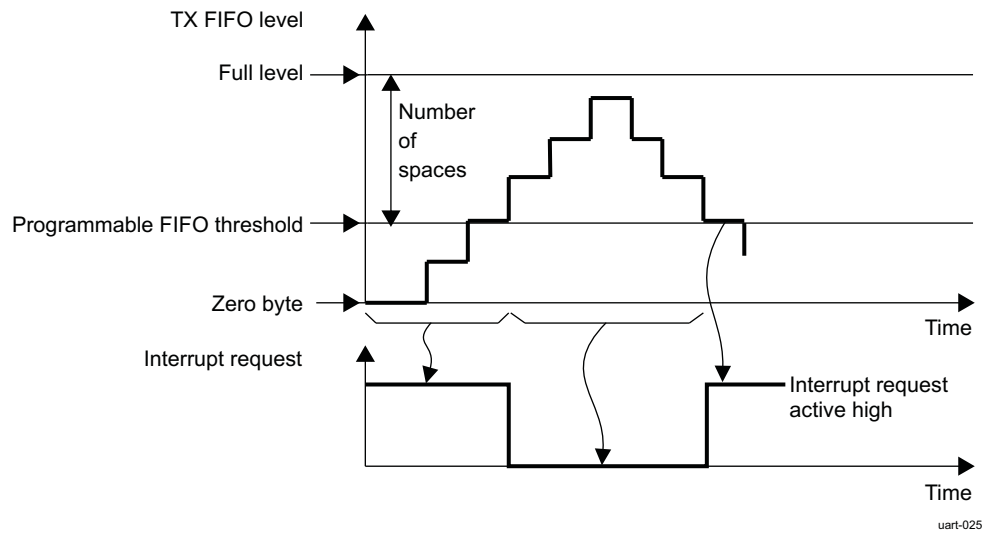 TX FIFO level
Full level
Number
of
spaces
Programmable FIFO threshold
Zero byte
Time
Interrupt request
Interrupt request
active high
Time
uart-025